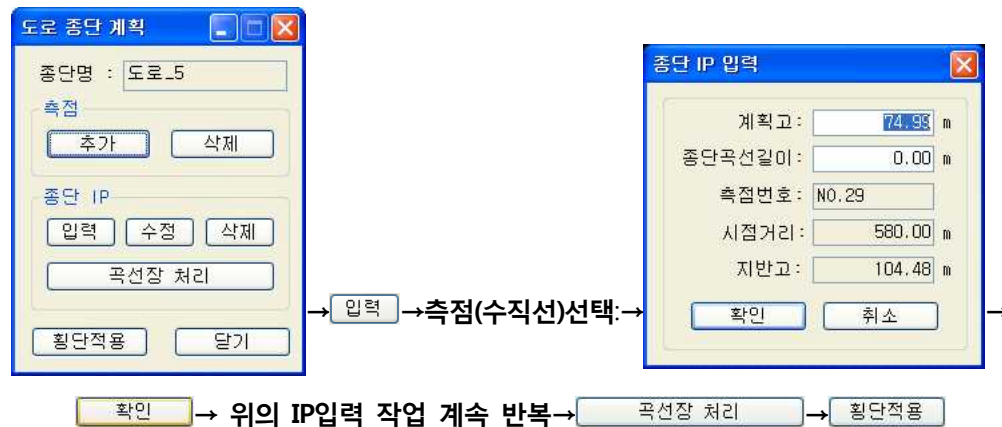 도로 종단 계획
종단명 : 도로_5
측점
추가 삭제
종단 IP
입력 수정 삭제
곡선장 처리
횡단적용 닫기
→ 입력 →측점(수직선)선택:→
종단 IP 입력
계획고: 74.99 m
종단곡선길이: 0.00 m
측점번호: NO.29
시점거리: 580.00 m
지반고: 104.48 m
확인 취소
→
확인 → 위의 IP입력 작업 계속 반복→ 곡선장 처리 → 횡단적용